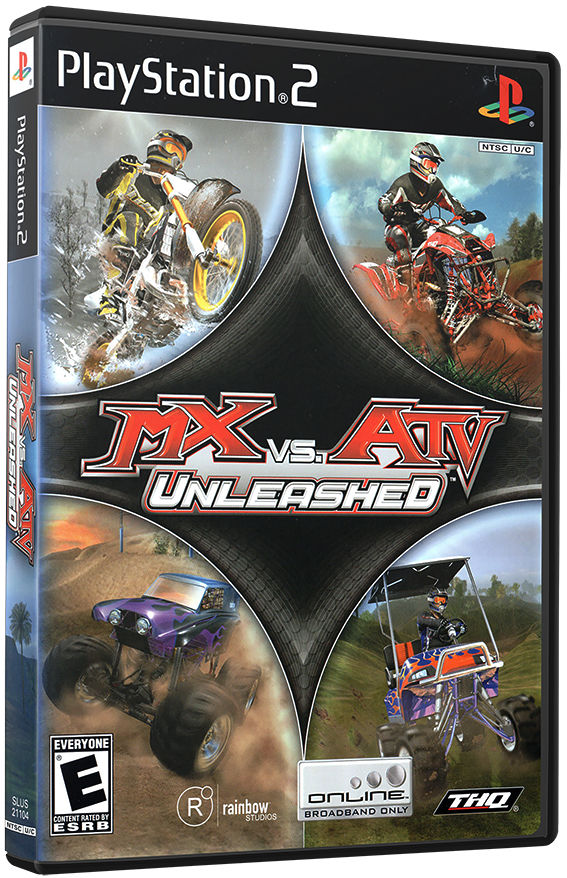 PlayStation®2
NTSC U/C
MX VS. ATV
UNLEASHED™
EVERYONE
E
CONTENT RATED BY
ESRB
R
rainbow
STUDIOS
ONLINE
BROADBAND ONLY
THQ®
PlayStation®2
MX VS. ATV
UNLEASHED
SLUS
21104
NTSC U/C